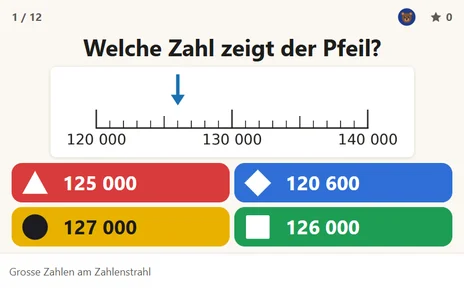 1 / 12
0
Welche Zahl zeigt der Pfeil?
120 000 130 000 140 000
125 000
120 600
127 000
126 000
Grosse Zahlen am Zahlenstrahl